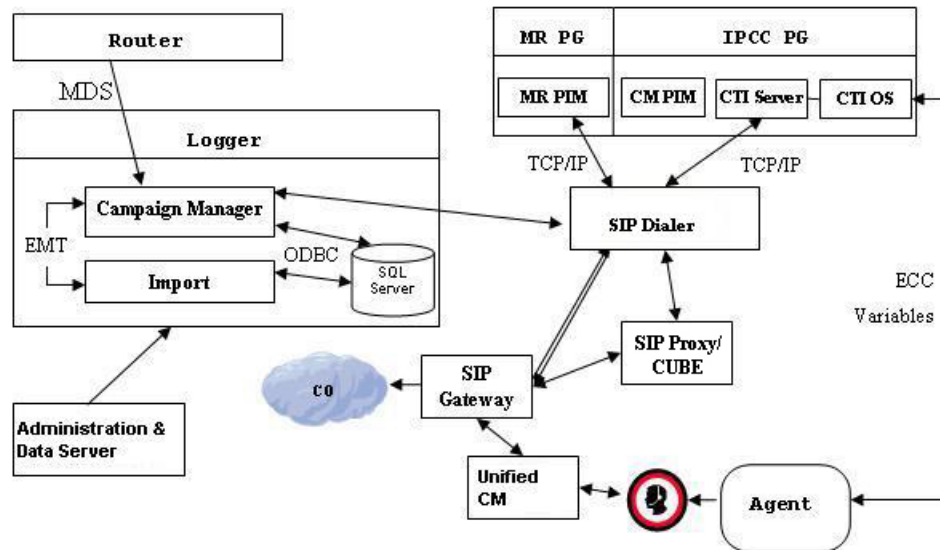 Router
MDS
Logger
Campaign Manager
EMT
ODBC
Import
SQL
Server
Administration &
Data Server
MR PG
IPCC PG
MR PIM
CM PIM
CTI Server
CTI OS
TCP/IP
TCP/IP
SIP Dialer
ECC
Variables
SIP Proxy/
CUBE
CO
SIP
Gateway
Unified
CM
Agent